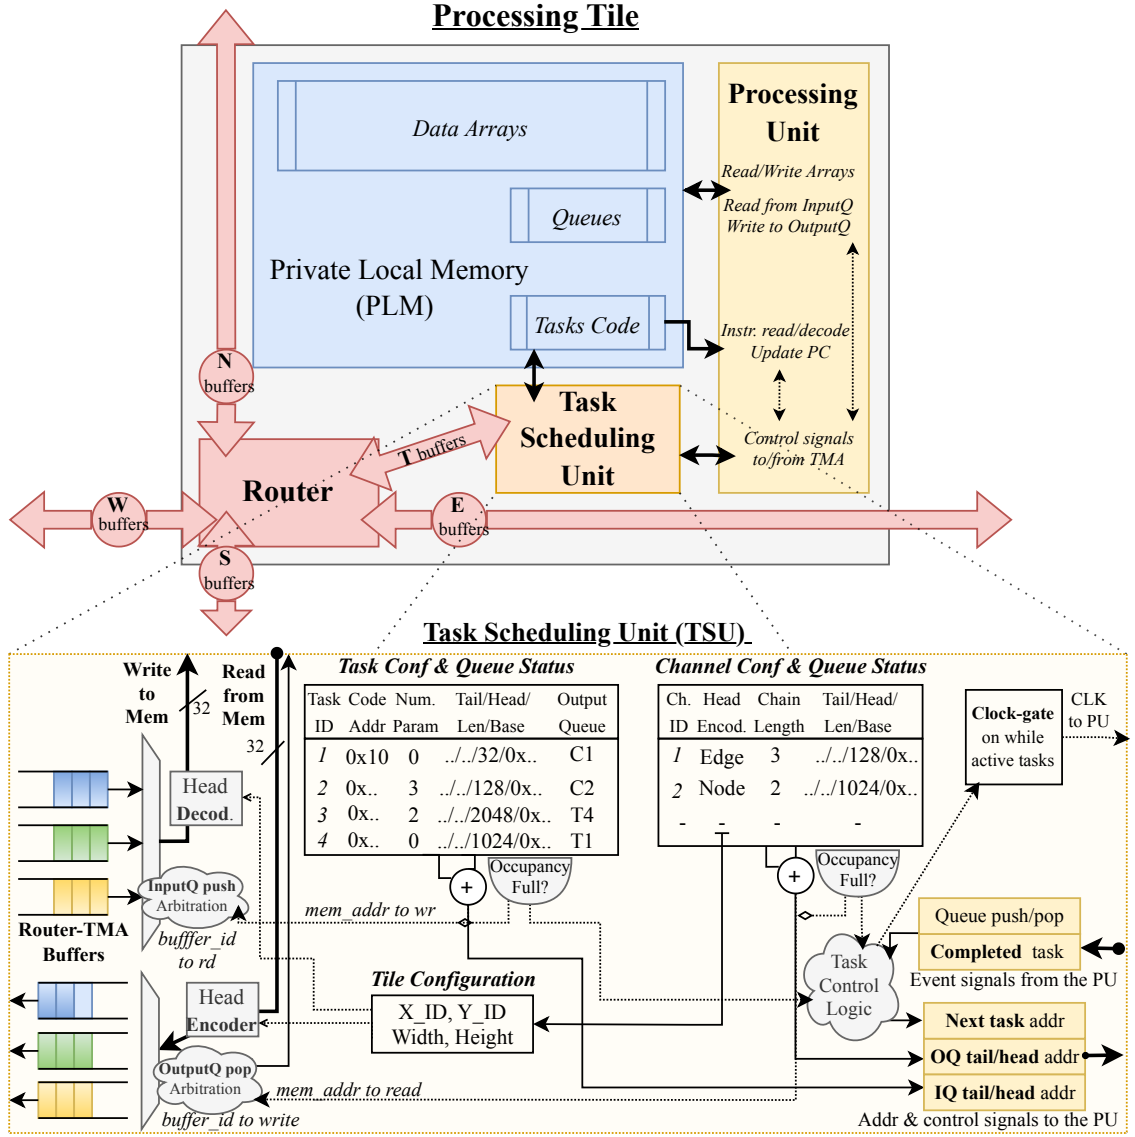 Processing Tile
Data Arrays
Queues
Private Local Memory
(PLM)
Tasks Code
Processing
Unit
Read/Write Arrays
Read from InputQ
Write to OutputQ
Instr. read/decode
Update PC
Control signals
to/from TMA
N
buffers
Task
Scheduling
Unit
T buffers
Router
W
buffers
E
buffers
S
buffers
Task Scheduling Unit (TSU)
Write
to
Mem
32
Read
from
Mem
32
Task Conf & Queue Status
Task Code Num. Tail/Head/ Output
ID Addr Param Len/Base Queue
1 0x10 0 ../../32/0x.. C1
2 0x.. 3 ../../128/0x.. C2
3 0x.. 2 ../../2048/0x.. T4
4 0x.. 0 ../../1024/0x.. T1
Channel Conf & Queue Status
Ch. Head Chain Tail/Head/
ID Encod. Length Len/Base
1 Edge 3 ../../128/0x..
2 Node 2 ../../1024/0x..
- - - -
Clock-gate
on while
active tasks
CLK
to PU
Head
Decod.
InputQ push
Arbitration
Router-TMA
Buffers
bufffer_id
to rd
+
Occupancy
Full?
mem_addr to wr
+
Occupancy
Full?
Queue push/pop
Completed task
Event signals from the PU
Task
Control
Logic
Tile Configuration
X_ID, Y_ID
Width, Height
Head
Encoder
OutputQ pop
Arbitration
mem_addr to read
buffer_id to write
Next task addr
OQ tail/head addr
IQ tail/head addr
Addr & control signals to the PU